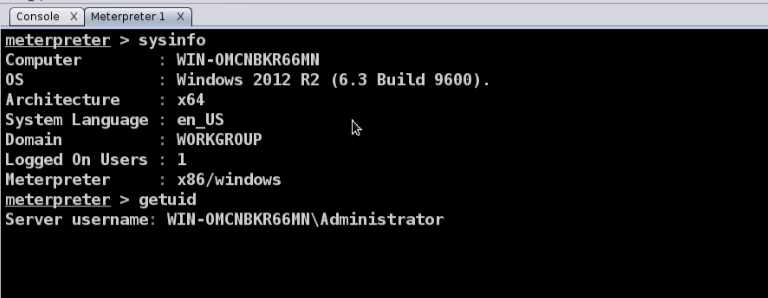 Console X Meterpreter 1 X
meterpreter > sysinfo
Computer : WIN-OMCNBKR66MN
OS : Windows 2012 R2 (6.3 Build 9600).
Architecture : x64
System Language : en_US
Domain : WORKGROUP
Logged On Users : 1
Meterpreter : x86/windows
meterpreter > getuid
Server username: WIN-OMCNBKR66MN\Administrator